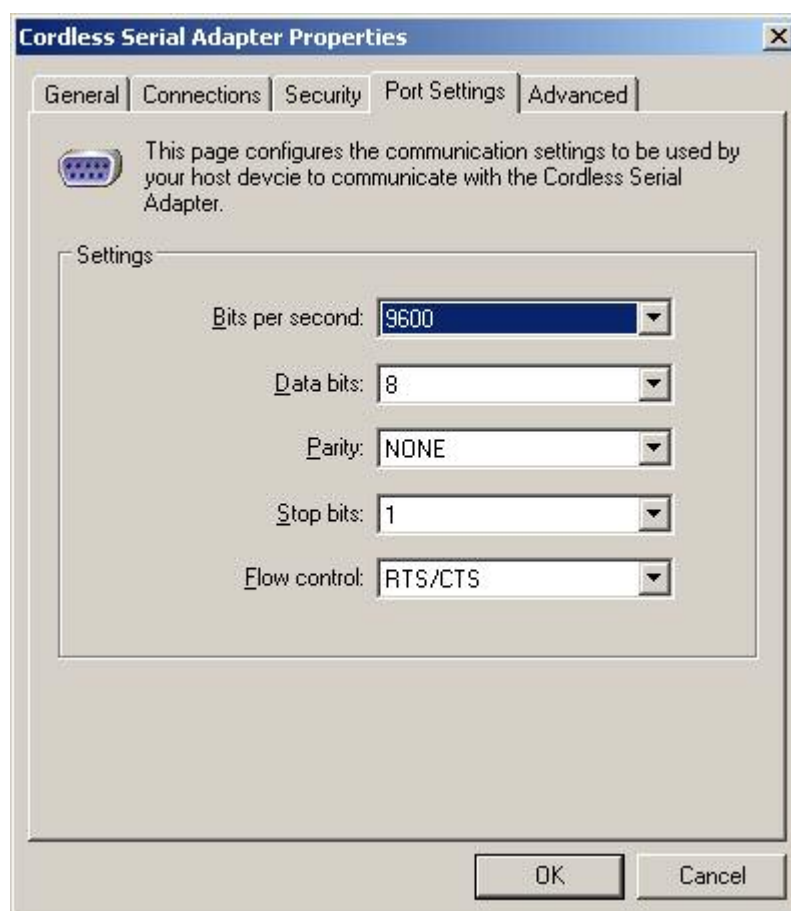 Cordless Serial Adapter Properties
General Connections Security Port Settings Advanced
This page configures the communication settings to be used by
your host devcie to communicate with the Cordless Serial
Adapter.
Settings
Bits per second: 9600
Data bits: 8
Parity: NONE
Stop bits: 1
Flow control: RTS/CTS
OK Cancel